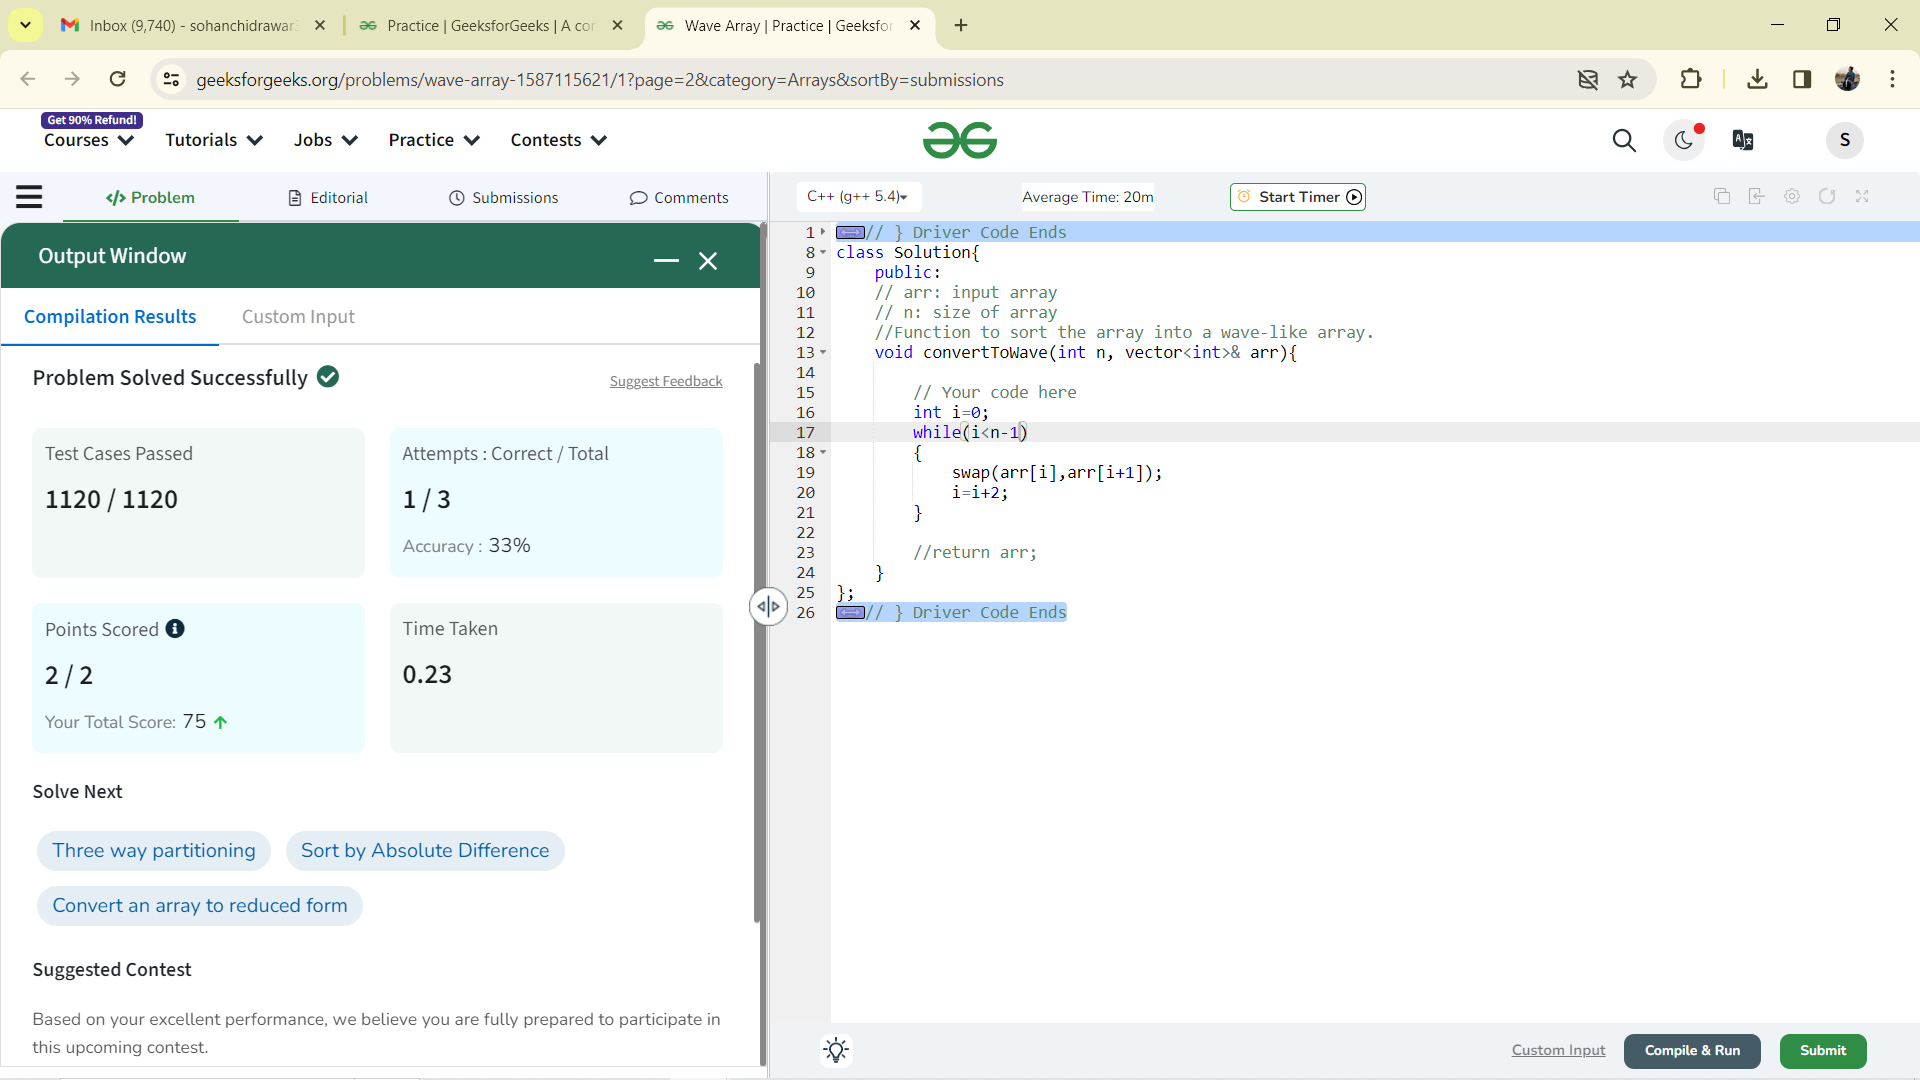 Inbox (9,740) - sohanchidrawar
Practice | GeeksforGeeks | A co
Wave Array | Practice | Geeksfor
geeksforgeeks.org/problems/wave-array-1587115621/1?page=2&category=Arrays&sortBy=submissions
Get 90% Refund!
Courses
Tutorials
Jobs
Practice
Contests
S
</> Problem
Editorial
Submissions
Comments
C++ (g++ 5.4)
Average Time: 20m
Start Timer
Output Window
Compilation Results
Custom Input
Problem Solved Successfully
Suggest Feedback
Test Cases Passed
1120 / 1120
Attempts : Correct / Total
1 / 3
Accuracy : 33%
Points Scored
2 / 2
Your Total Score: 75
Time Taken
0.23
Solve Next
Three way partitioning
Sort by Absolute Difference
Convert an array to reduced form
Suggested Contest
Based on your excellent performance, we believe you are fully prepared to participate in
this upcoming contest.
1 // } Driver Code Ends
8 class Solution{
9 public:
10 // arr: input array
11 // n: size of array
12 //Function to sort the array into a wave-like array.
13 void convertToWave(int n, vector<int>& arr){
14
15 // Your code here
16 int i=0;
17 while(i<n-1)
18 {
19 swap(arr[i],arr[i+1]);
20 i=i+2;
21 }
22
23 //return arr;
24 }
25 };
26 // } Driver Code Ends
Custom Input
Compile & Run
Submit